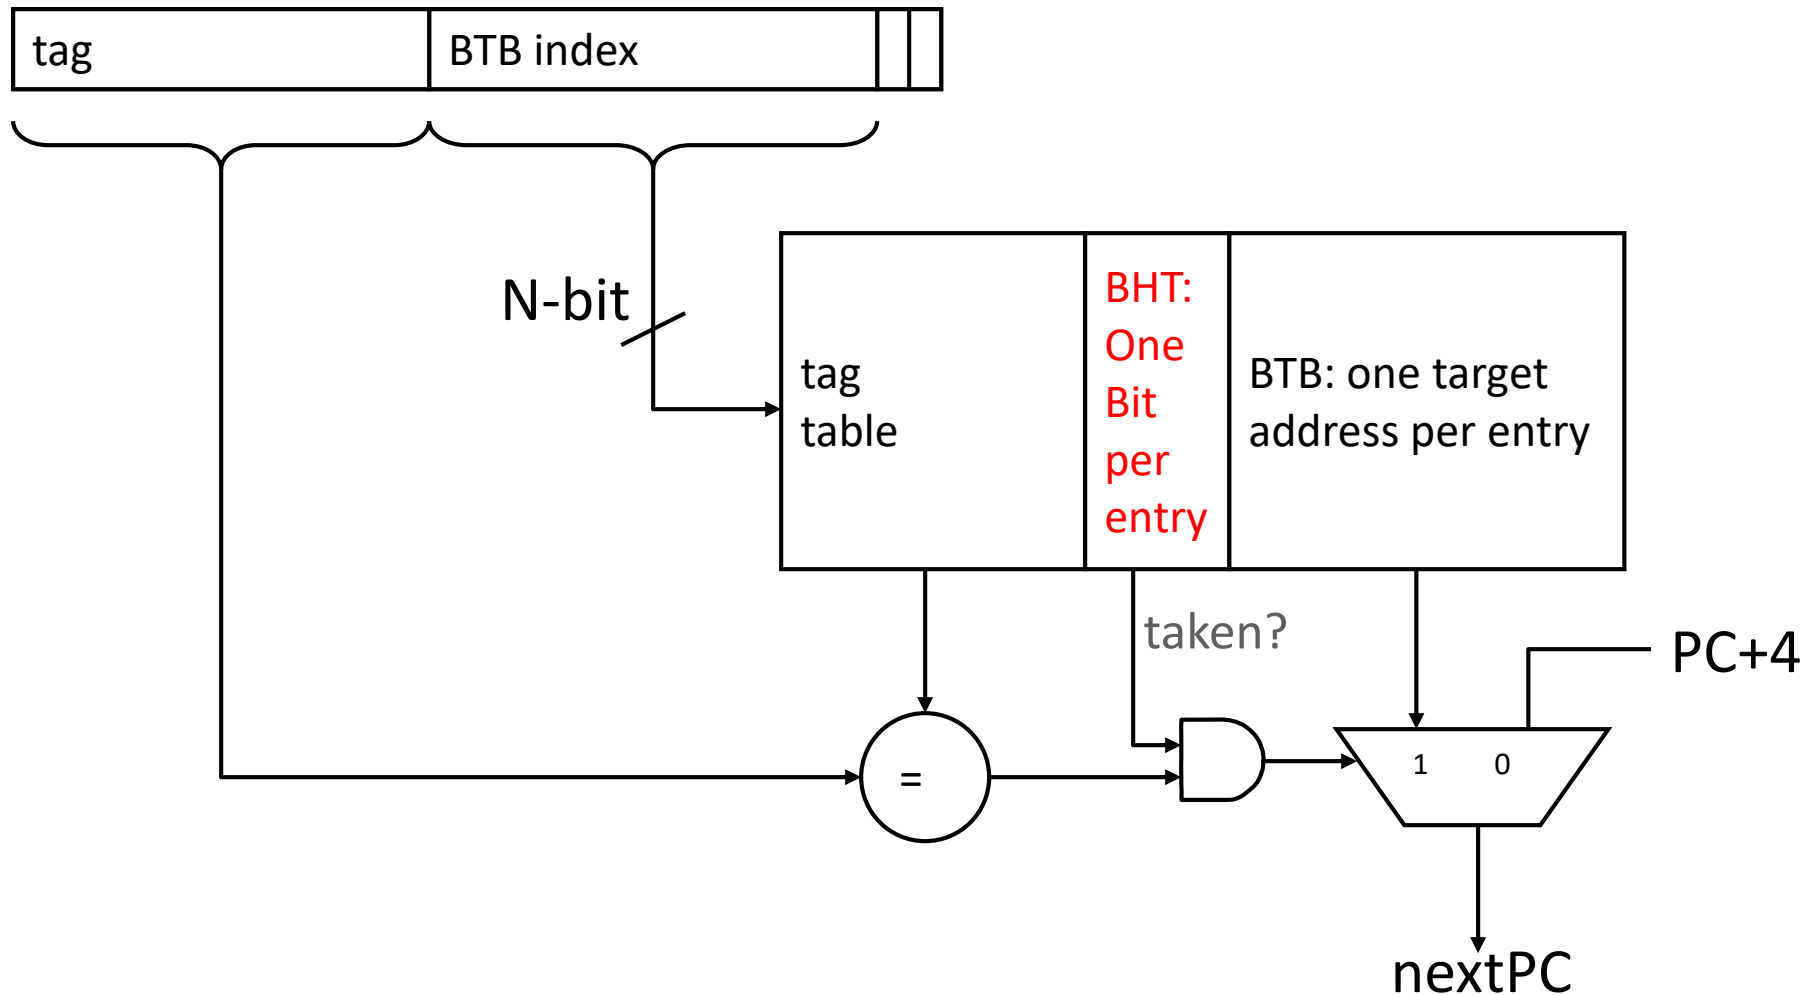 tag
BTB index
N-bit
tag
table
BHT:
One
Bit
per
entry
BTB: one target
address per entry
taken?
PC+4
=
1
0
nextPC